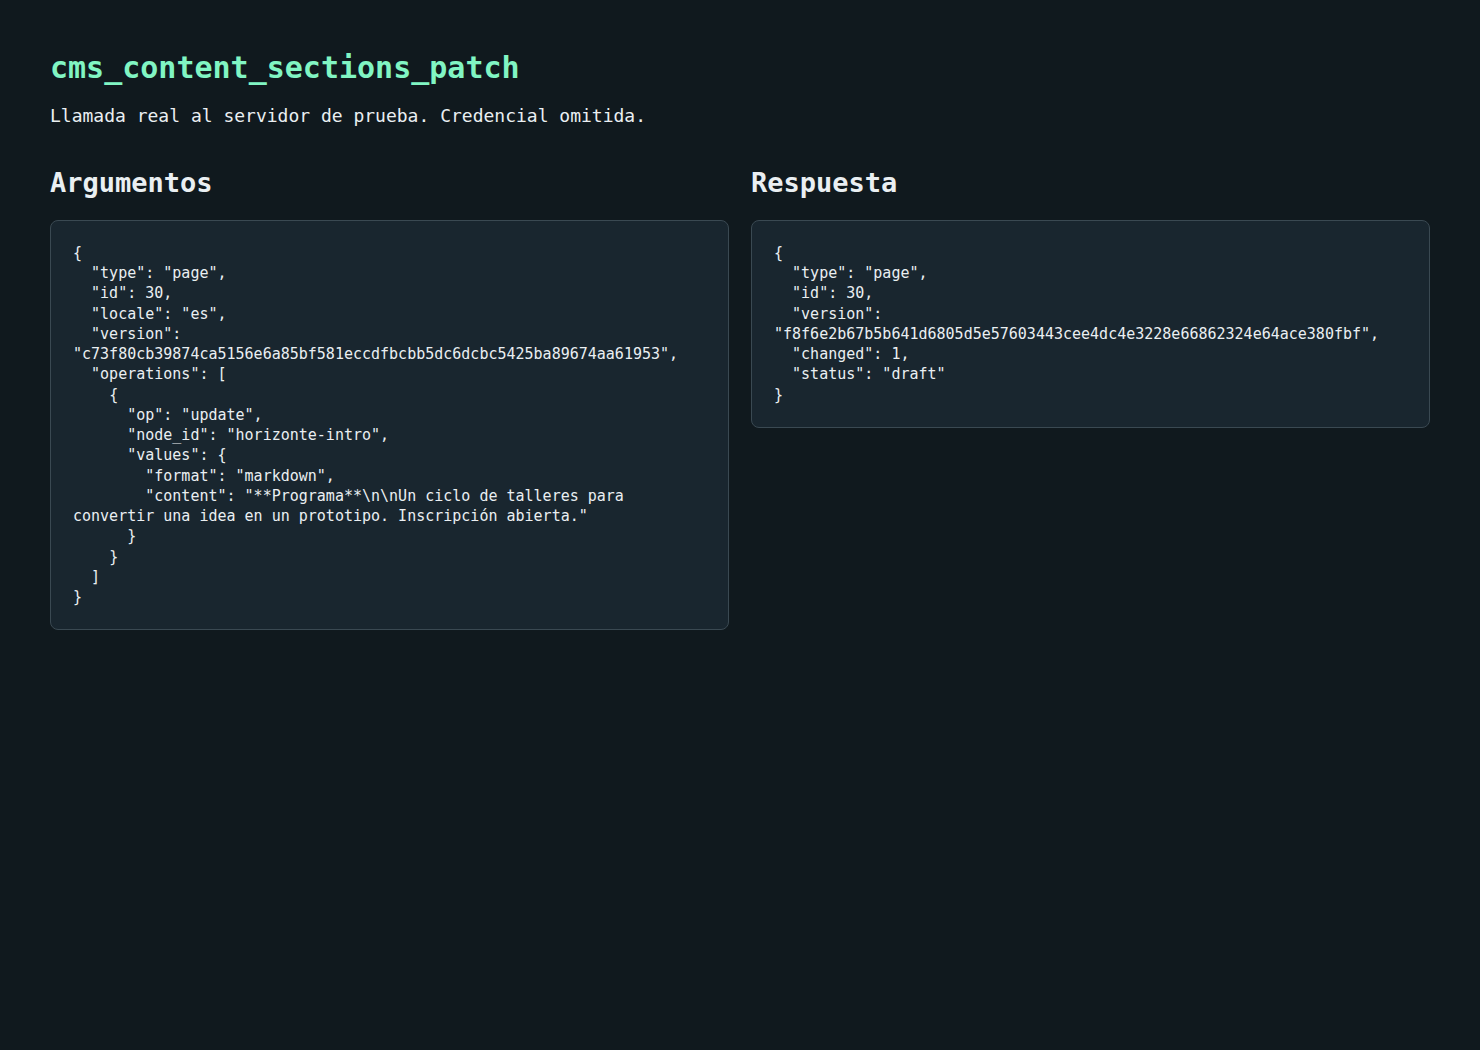 cms_content_sections_patch
Llamada real al servidor de prueba. Credencial omitida.
Argumentos
{
  "type": "page",
  "id": 30,
  "locale": "es",
  "version":
"c73f80cb39874ca5156e6a85bf581eccdfbcbb5dc6dcbc5425ba89674aa61953",
  "operations": [
    {
      "op": "update",
      "node_id": "horizonte-intro",
      "values": {
        "format": "markdown",
        "content": "**Programa**\n\nUn ciclo de talleres para
convertir una idea en un prototipo. Inscripción abierta."
      }
    }
  ]
}
Respuesta
{
  "type": "page",
  "id": 30,
  "version":
"f8f6e2b67b5b641d6805d5e57603443cee4dc4e3228e66862324e64ace380fbf",
  "changed": 1,
  "status": "draft"
}